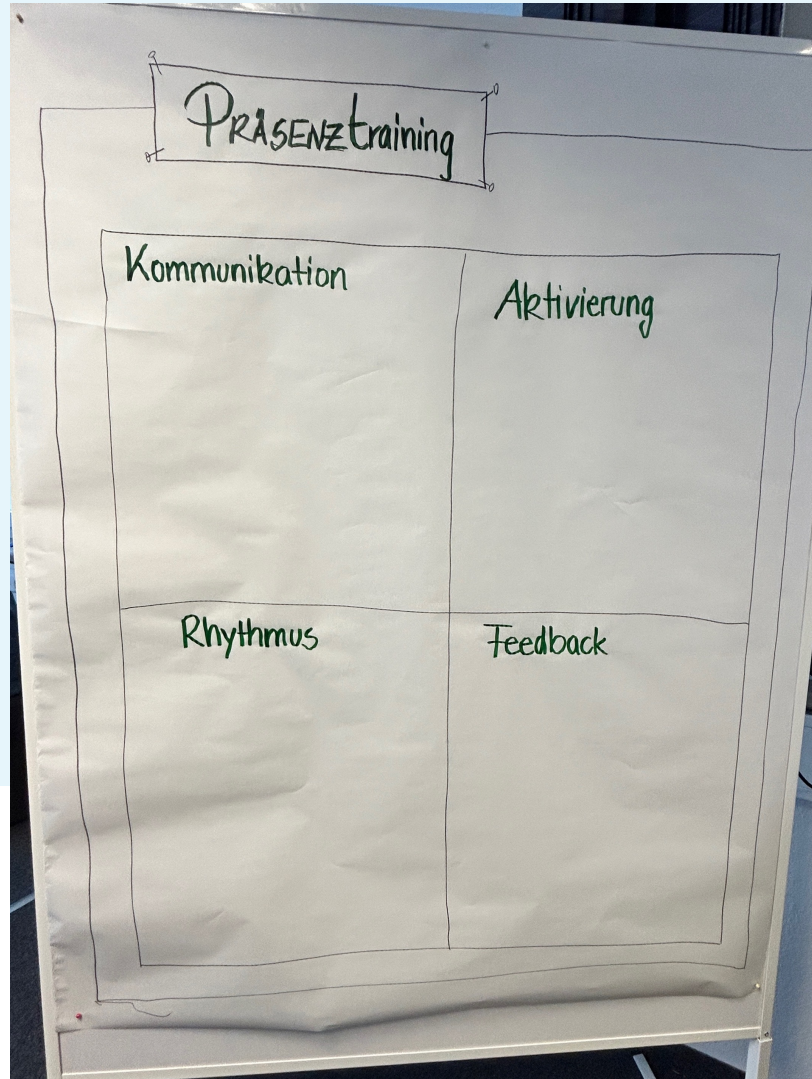 PRÄSENZtraining
Kommunikation
Aktivierung
Rhythmus
Feedback